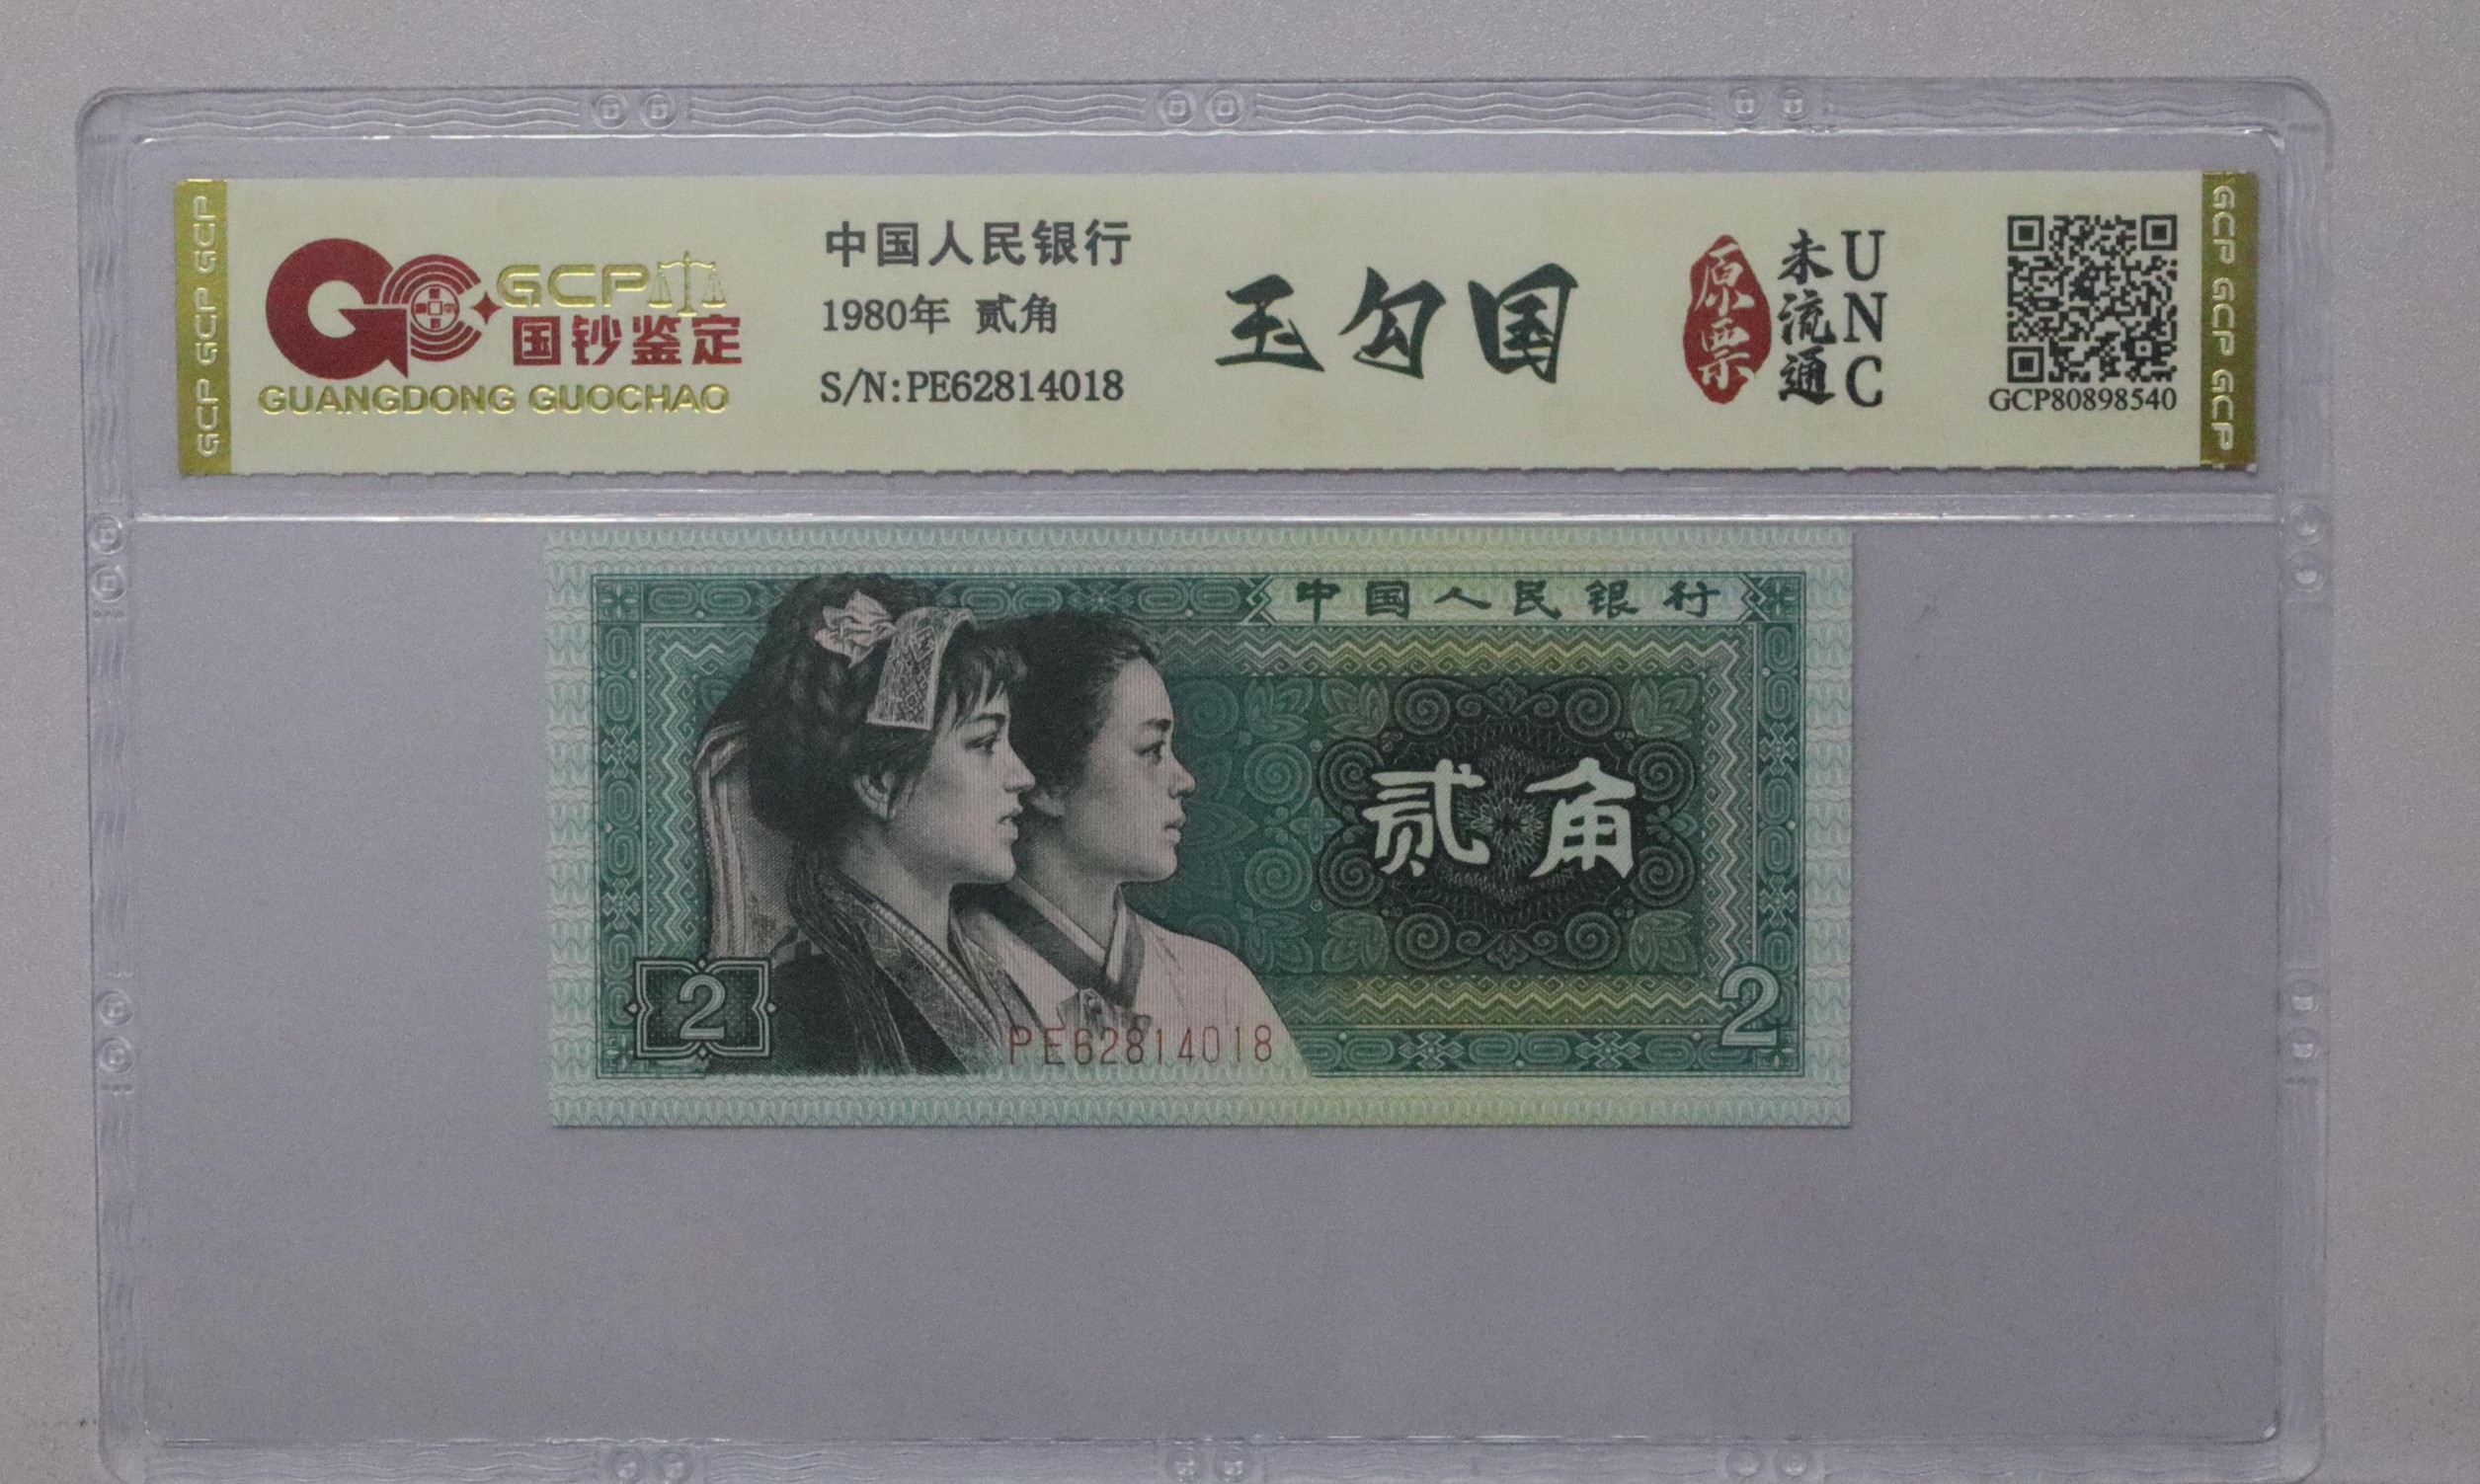 GCP GCP GCP
GCP
国钞鉴定
GUANGDONG GUOCHAO
中国人民银行
1980年 贰角
S/N:PE62814018
玉勾国
原票
未流通
UNC
GCP80898540
GCP GCP GCP
中国人民银行
贰角
2
2
PE62814018